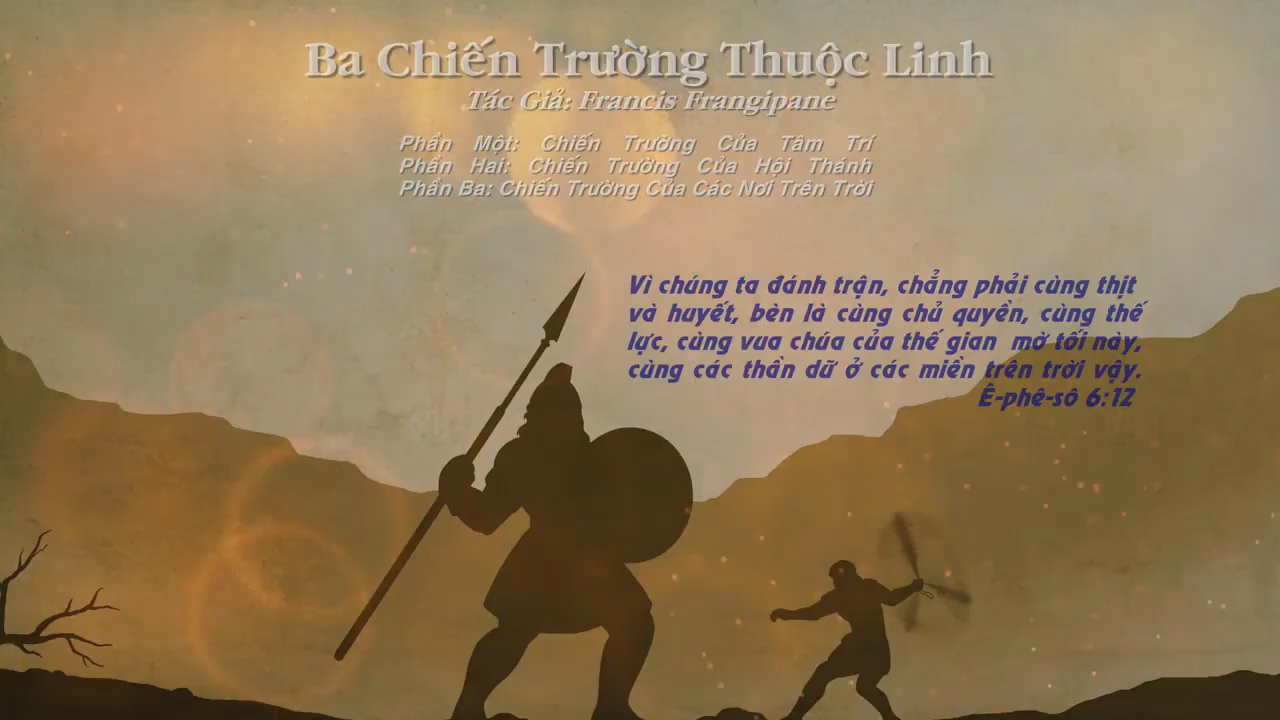 Ba Chiến Trường Thuộc Linh
Tác Giả: Francis Frangipane
Phần Một: Chiến Trường Của Tâm Trí
Phần Hai: Chiến Trường Của Hội Thánh
Phần Ba: Chiến Trường Của Các Nơi Trên Trời
Vì chúng ta đánh trận, chẳng phải cùng thịt
và huyết, bèn là cùng chủ quyền, cùng thế
lực, cùng vua chúa của thế gian mờ tối này,
cùng các thần dữ ở các miền trên trời vậy.
Ê-phê-sô 6:12